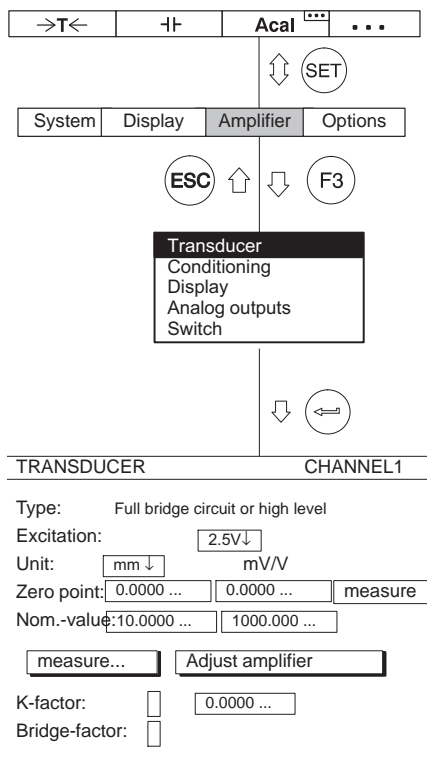 →T← ⊣⊢ Acal ...
SET
System Display Amplifier Options
ESC F3
Transducer
Conditioning
Display
Analog outputs
Switch
TRANSDUCER CHANNEL1
Type: Full bridge circuit or high level
Excitation: 2.5V↓
Unit: mm ↓ mV/V
Zero point: 0.0000 ... 0.0000 ... measure
Nom.-value: 10.0000 ... 1000.000 ...
measure... Adjust amplifier
K-factor: 0.0000 ...
Bridge-factor: